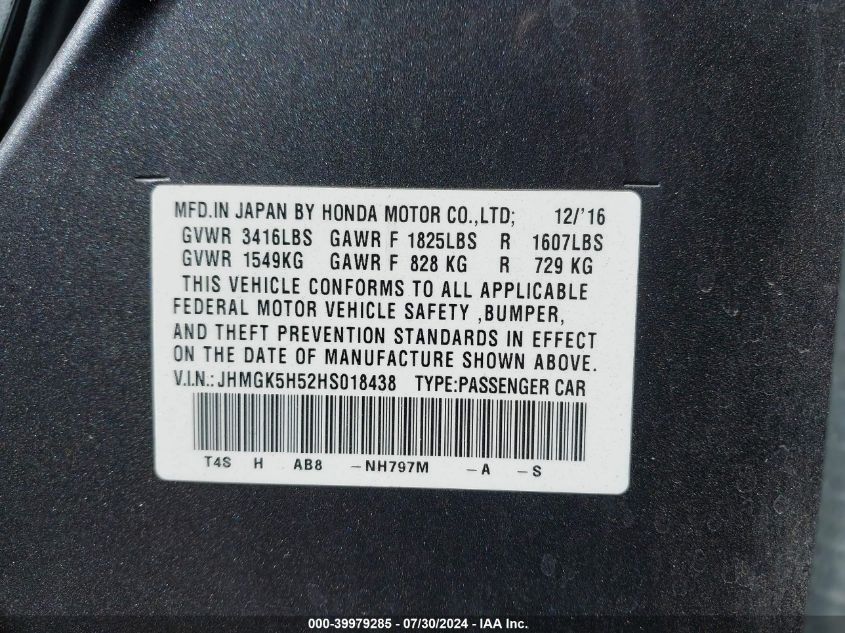 MFD.IN JAPAN BY HONDA MOTOR CO.,LTD; 12/'16
GVWR 3416LBS GAWR F 1825LBS R 1607LBS
GVWR 1549KG GAWR F 828 KG R 729 KG
THIS VEHICLE CONFORMS TO ALL APPLICABLE
FEDERAL MOTOR VEHICLE SAFETY ,BUMPER,
AND THEFT PREVENTION STANDARDS IN EFFECT
ON THE DATE OF MANUFACTURE SHOWN ABOVE.
V.I.N.: JHMGK5H52HS018438 TYPE:PASSENGER CAR
T4S H AB8 -NH797M -A -S
000-39979285 - 07/30/2024 - IAA Inc.